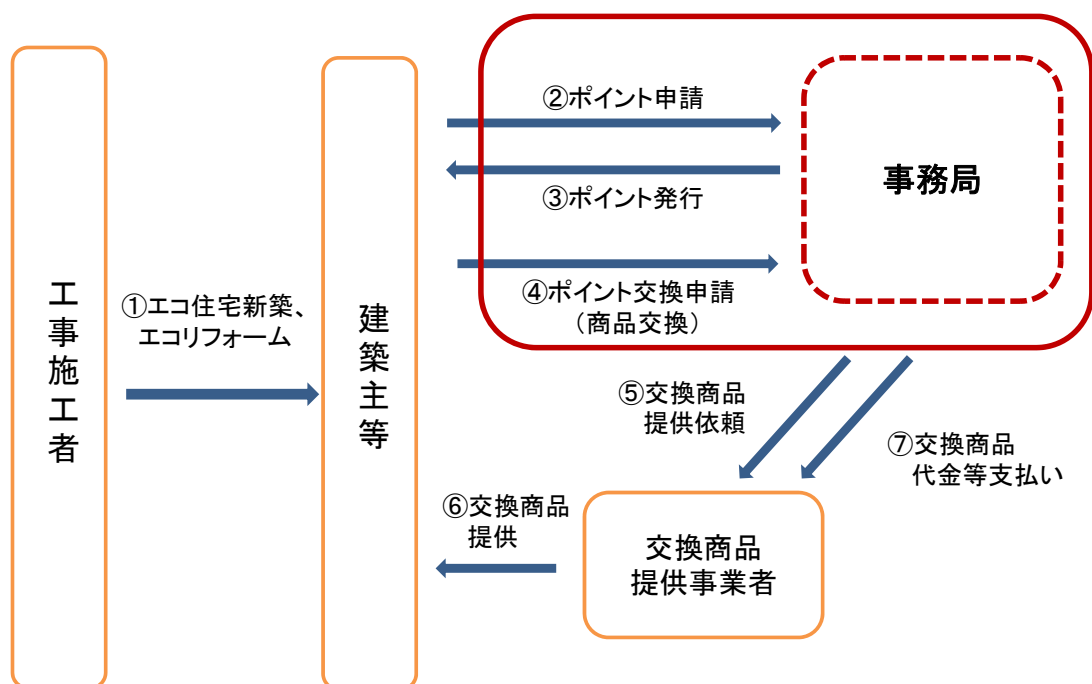 工事施工者
①エコ住宅新築、
エコリフォーム
建築主等
②ポイント申請
③ポイント発行
④ポイント交換申請
（商品交換）
事務局
⑤交換商品
提供依頼
⑦交換商品
代金等支払い
⑥交換商品
提供
交換商品
提供事業者